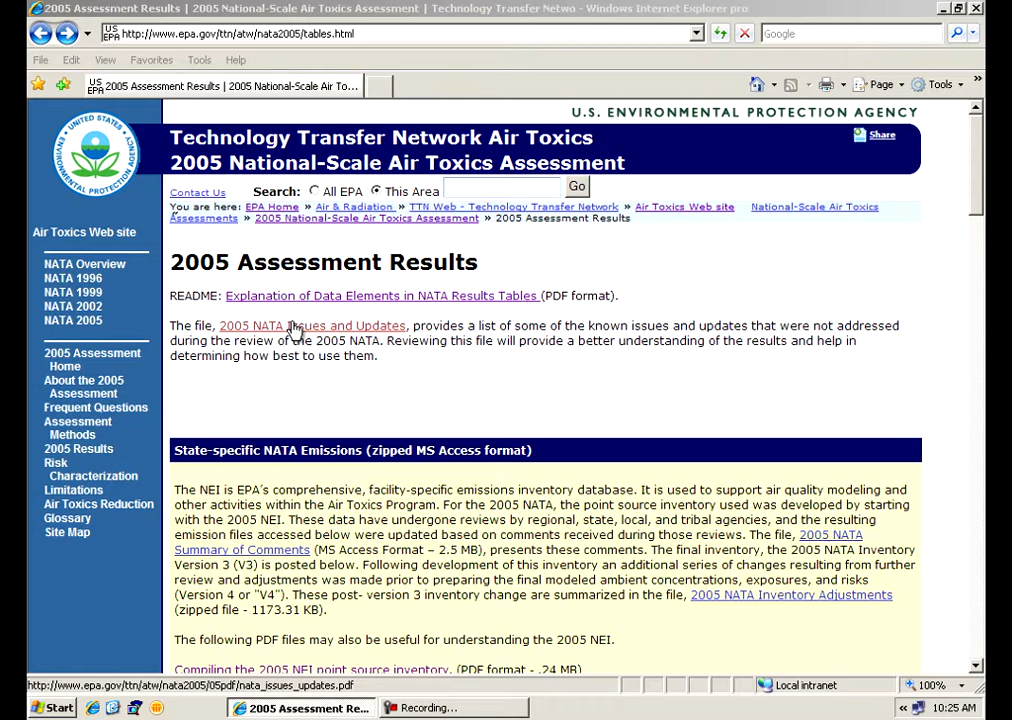 2005 Assessment Results | 2005 National-Scale Air Toxics Assessment | Technology Transfer Netwo - Windows Internet Explorer pro
US EPA http://www.epa.gov/ttn/atw/nata2005/tables.html
Google
File Edit View Favorites Tools Help
US EPA 2005 Assessment Results | 2005 National-Scale Air To...
Page Tools »
U.S. ENVIRONMENTAL PROTECTION AGENCY
UNITED STATES
ENVIRONMENTAL PROTECTION AGENCY
Technology Transfer Network Air Toxics
2005 National-Scale Air Toxics Assessment
Share
Contact Us Search: All EPA This Area Go
You are here: EPA Home » Air & Radiation » TTN Web - Technology Transfer Network » Air Toxics Web site National-Scale Air Toxics
Assessments » 2005 National-Scale Air Toxics Assessment » 2005 Assessment Results
Air Toxics Web site
NATA Overview
NATA 1996
NATA 1999
NATA 2002
NATA 2005
2005 Assessment
Home
About the 2005
Assessment
Frequent Questions
Assessment
Methods
2005 Results
Risk
Characterization
Limitations
Air Toxics Reduction
Glossary
Site Map
2005 Assessment Results
README: Explanation of Data Elements in NATA Results Tables (PDF format).
The file, 2005 NATA Issues and Updates, provides a list of some of the known issues and updates that were not addressed
during the review of the 2005 NATA. Reviewing this file will provide a better understanding of the results and help in
determining how best to use them.
State-specific NATA Emissions (zipped MS Access format)
The NEI is EPA's comprehensive, facility-specific emissions inventory database. It is used to support air quality modeling and
other activities within the Air Toxics Program. For the 2005 NATA, the point source inventory used was developed by starting
with the 2005 NEI. These data have undergone reviews by regional, state, local, and tribal agencies, and the resulting
emission files accessed below were updated based on comments received during those reviews. The file, 2005 NATA
Summary of Comments (MS Access Format – 2.5 MB), presents these comments. The final inventory, the 2005 NATA Inventory
Version 3 (V3) is posted below. Following development of this inventory an additional series of changes resulting from further
review and adjustments was made prior to preparing the final modeled ambient concentrations, exposures, and risks
(Version 4 or "V4"). These post- version 3 inventory change are summarized in the file, 2005 NATA Inventory Adjustments
(zipped file - 1173.31 KB).
The following PDF files may also be useful for understanding the 2005 NEI.
Compiling the 2005 NEI point source inventory. (PDF format - .24 MB)
http://www.epa.gov/ttn/atw/nata2005/05pdf/nata_issues_updates.pdf
Local intranet
100%
Start
2005 Assessment Re...
Recording...
«
10:25 AM